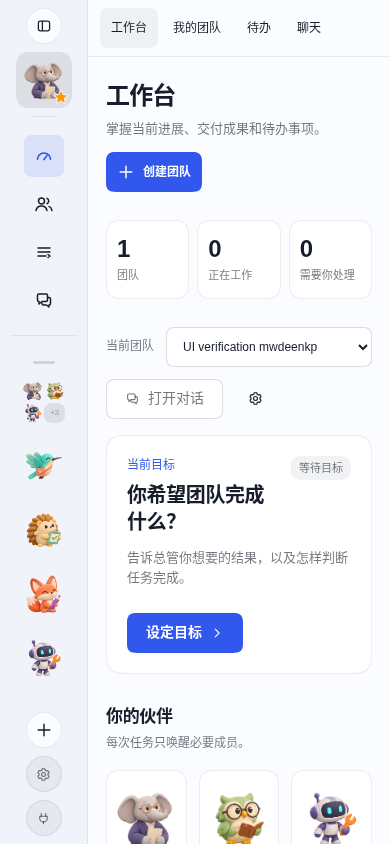 工作台 我的团队 待办 聊天
工作台
掌握当前进展、交付成果和待办事项。
创建团队
1 0 0
团队 正在工作 需要你处理
当前团队 UI verification mwdeenkp
打开对话
+3
当前目标 等待目标
你希望团队完成
什么？
告诉总管你想要的结果，以及怎样判断
任务完成。
设定目标
你的伙伴
每次任务只唤醒必要成员。